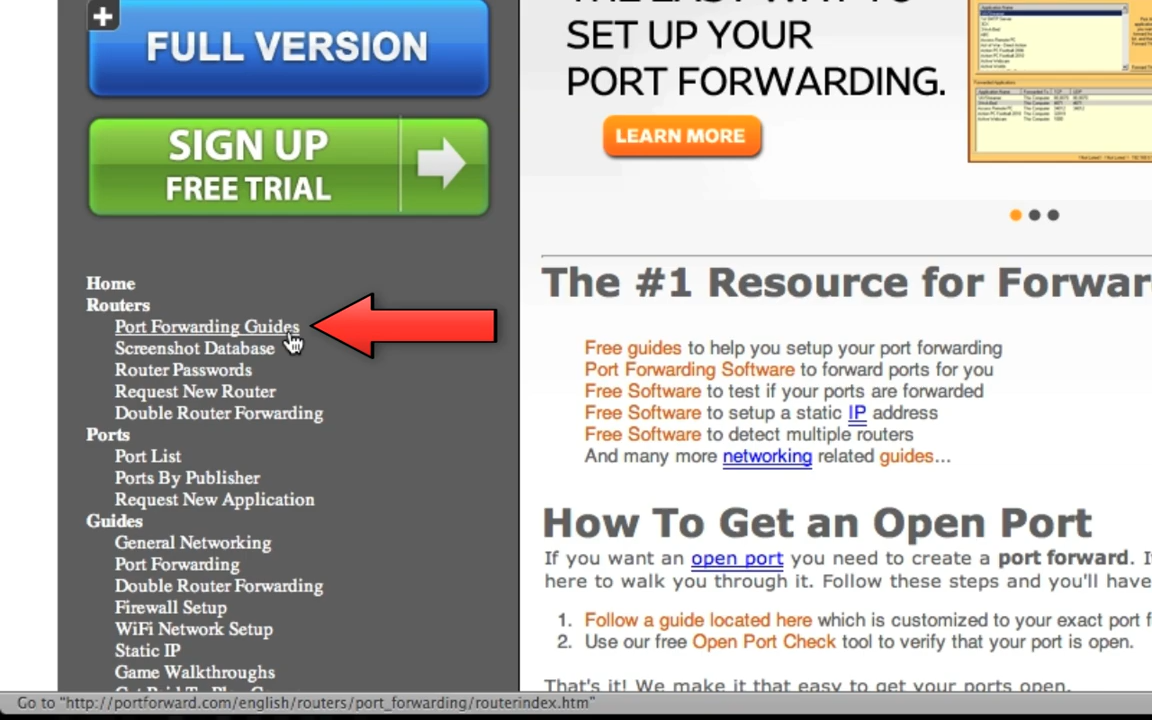 FULL VERSION
SIGN UP
FREE TRIAL
Home
Routers
Port Forwarding Guides
Screenshot Database
Router Passwords
Request New Router
Double Router Forwarding
Ports
Port List
Ports By Publisher
Request New Application
Guides
General Networking
Port Forwarding
Double Router Forwarding
Firewall Setup
WiFi Network Setup
Static IP
Game Walkthroughs
SET UP YOUR
PORT FORWARDING.
LEARN MORE
The #1 Resource for Forwar
Free guides to help you setup your port forwarding
Port Forwarding Software to forward ports for you
Free Software to test if your ports are forwarded
Free Software to setup a static IP address
Free Software to detect multiple routers
And many more networking related guides...
How To Get an Open Port
If you want an open port you need to create a port forward. I
here to walk you through it. Follow these steps and you'll have
1. Follow a guide located here which is customized to your exact port f
2. Use our free Open Port Check tool to verify that your port is open.
That's it! We make it that easy to get your ports open.
Go to "http://portforward.com/english/routers/port_forwarding/routerindex.htm"